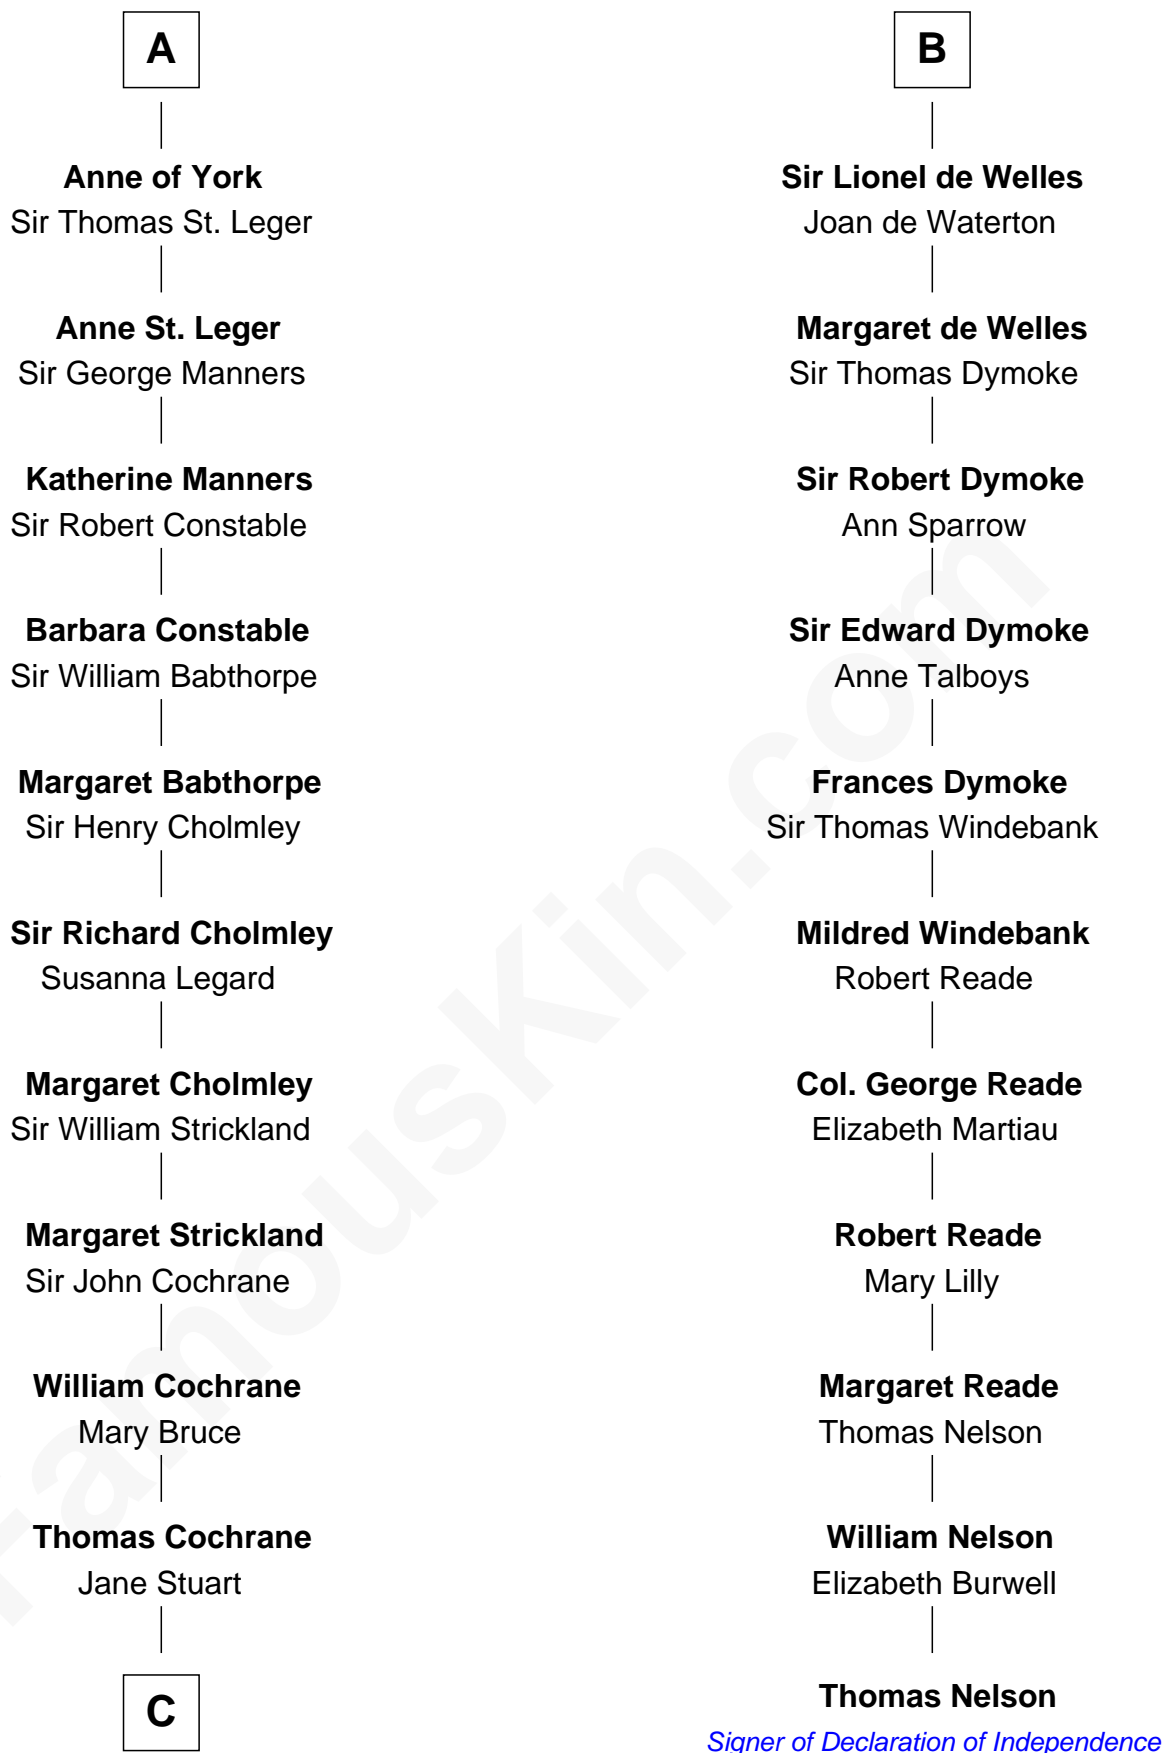 A
Anne of York
Sir Thomas St. Leger
Anne St. Leger
Sir George Manners
Katherine Manners
Sir Robert Constable
Barbara Constable
Sir William Babthorpe
Margaret Babthorpe
Sir Henry Cholmley
Sir Richard Cholmley
Susanna Legard
Margaret Cholmley
Sir William Strickland
Margaret Strickland
Sir John Cochrane
William Cochrane
Mary Bruce
Thomas Cochrane
Jane Stuart
C
B
Sir Lionel de Welles
Joan de Waterton
Margaret de Welles
Sir Thomas Dymoke
Sir Robert Dymoke
Ann Sparrow
Sir Edward Dymoke
Anne Talboys
Frances Dymoke
Sir Thomas Windebank
Mildred Windebank
Robert Reade
Col. George Reade
Elizabeth Martiau
Robert Reade
Mary Lilly
Margaret Reade
Thomas Nelson
William Nelson
Elizabeth Burwell
Thomas Nelson
Signer of Declaration of Independence
FamousKin.com